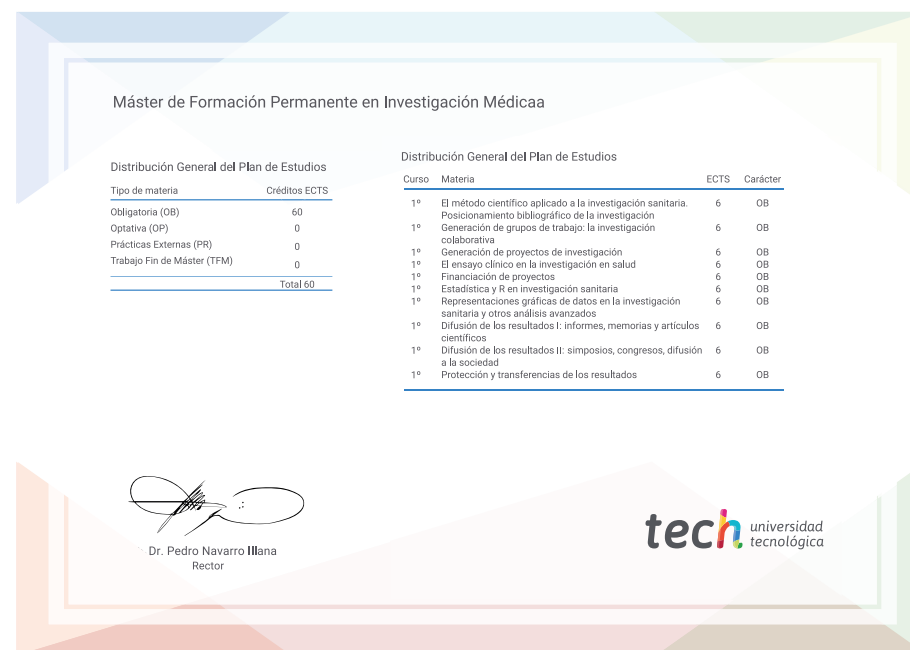 Máster de Formación Permanente en Investigación Médicaa
Distribución General del Plan de Estudios
Tipo de materia Créditos ECTS
Obligatoria (OB) 60
Optativa (OP) 0
Prácticas Externas (PR) 0
Trabajo Fin de Máster (TFM) 0
Total 60
Distribución General del Plan de Estudios
Curso Materia ECTS Carácter
1º El método científico aplicado a la investigación sanitaria. 6 OB
Posicionamiento bibliográfico de la investigación
1º Generación de grupos de trabajo: la investigación 6 OB
colaborativa
1º Generación de proyectos de investigación 6 OB
1º El ensayo clínico en la investigación en salud 6 OB
1º Financiación de proyectos 6 OB
1º Estadística y R en investigación sanitaria 6 OB
1º Representaciones gráficas de datos en la investigación 6 OB
sanitaria y otros análisis avanzados
1º Difusión de los resultados I: informes, memorias y artículos 6 OB
científicos
1º Difusión de los resultados II: simposios, congresos, difusión 6 OB
a la sociedad
1º Protección y transferencias de los resultados 6 OB
Dr. Pedro Navarro Illana
Rector
tech universidad
tecnológica